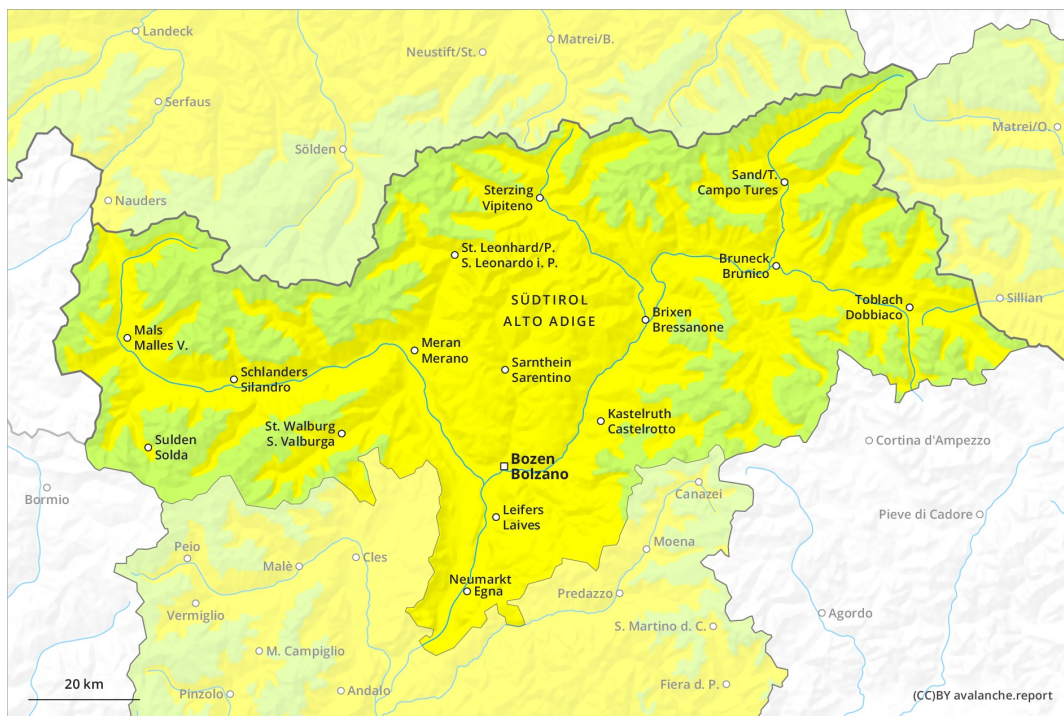 Landeck
Matrei/B.
Neustift/St.
Serfaus
Matrei/O.
Sölden
Sand/T.
Campo Tures
Sterzing
Vipiteno
Nauders
St. Leonhard/P.
S. Leonardo i. P.
Bruneck
Brunico
SÜDTIROL
ALTO ADIGE
Toblach
Dobbiaco
Sillian
Brixen
Bressanone
Mals
Malles V.
Meran
Merano
Sarnthein
Sarentino
Schlanders
Silandro
Kastelruth
Castelrotto
St. Walburg
S. Valburga
Sulden
Solda
Cortina d'Ampezzo
Bozen
Bolzano
Bormio
Canazei
Leifers
Laives
Pieve di Cadore
Moena
Peio
Cles
Malè
Neumarkt
Egna
Predazzo
Vermiglio
Agordo
S. Martino d. C.
M. Campiglio
20 km
Pinzolo
Andalo
Fiera d. P.
(CC)BY avalanche.report